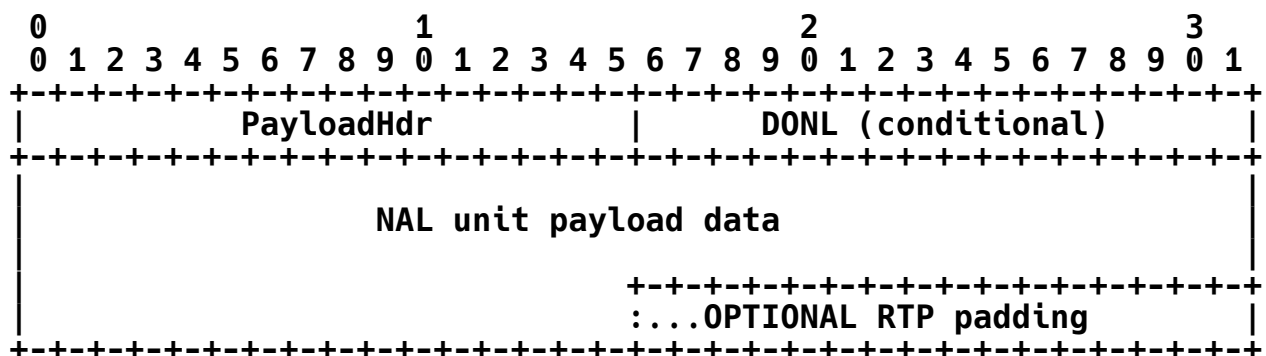 0                   1                   2                   3
 0 1 2 3 4 5 6 7 8 9 0 1 2 3 4 5 6 7 8 9 0 1 2 3 4 5 6 7 8 9 0 1
+-+-+-+-+-+-+-+-+-+-+-+-+-+-+-+-+-+-+-+-+-+-+-+-+-+-+-+-+-+-+-+-+
|           PayloadHdr          |      DONL (conditional)       |
+-+-+-+-+-+-+-+-+-+-+-+-+-+-+-+-+-+-+-+-+-+-+-+-+-+-+-+-+-+-+-+-+
|                                                               |
|                  NAL unit payload data                        |
|                                                               |
|                               +-+-+-+-+-+-+-+-+-+-+-+-+-+-+-+-+
|                               :...OPTIONAL RTP padding        |
+-+-+-+-+-+-+-+-+-+-+-+-+-+-+-+-+-+-+-+-+-+-+-+-+-+-+-+-+-+-+-+-+